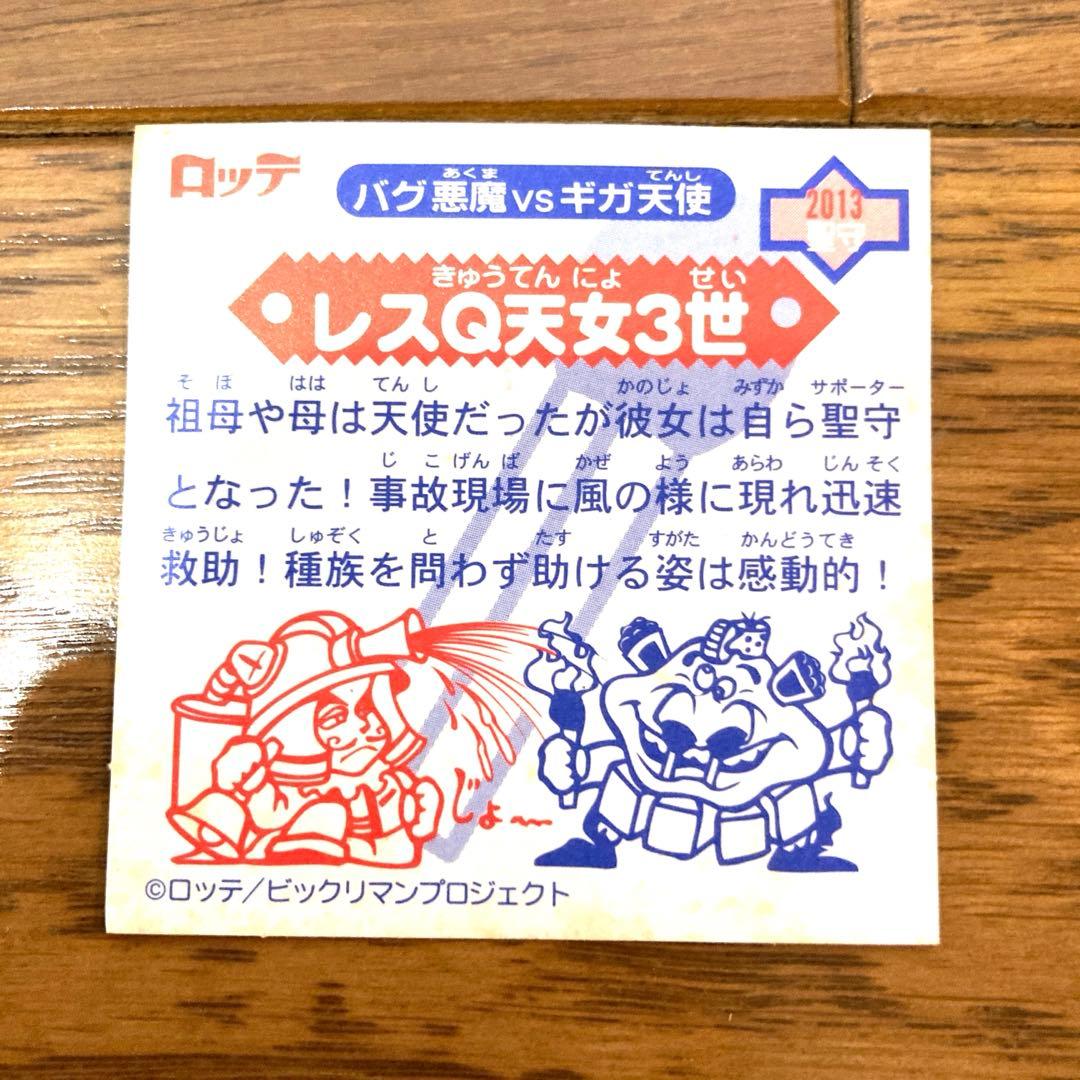 ロッテ
バグ悪魔vsギガ天使
あくま てんし
2013
聖守
きゅうてんにょ せい
レスQ天女3世
そぼ はは てんし かのじょ みずか サポーター
祖母や母は天使だったが彼女は自ら聖守
じこげんば かぜ よう あらわ じんそく
となった！事故現場に風の様に現れ迅速
きゅうじょ しゅぞく と たす すがた かんどうてき
救助！種族を問わず助ける姿は感動的！
じょ〜
©ロッテ/ビックリマンプロジェクト